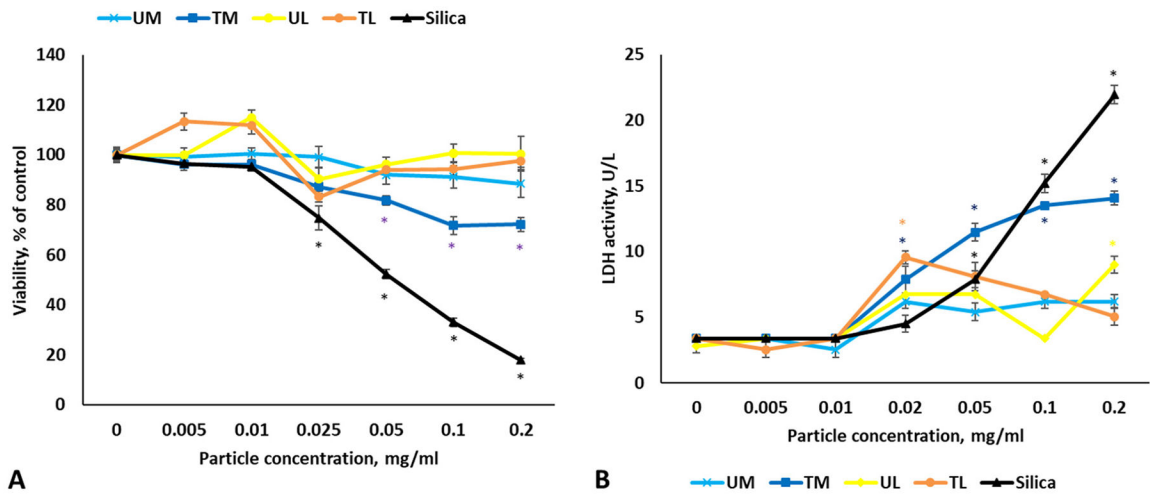 UM TM UL TL Silica
Viability, % of control
140
120
100
80
60
40
20
0
* * * * * * *
0 0.005 0.01 0.025 0.05 0.1 0.2
Particle concentration, mg/ml
A
LDH activity, U/L
25
20
15
10
5
0
* * * * * * * * *
0 0.005 0.01 0.02 0.05 0.1 0.2
Particle concentration, mg/ml
B
UM TM UL TL Silica